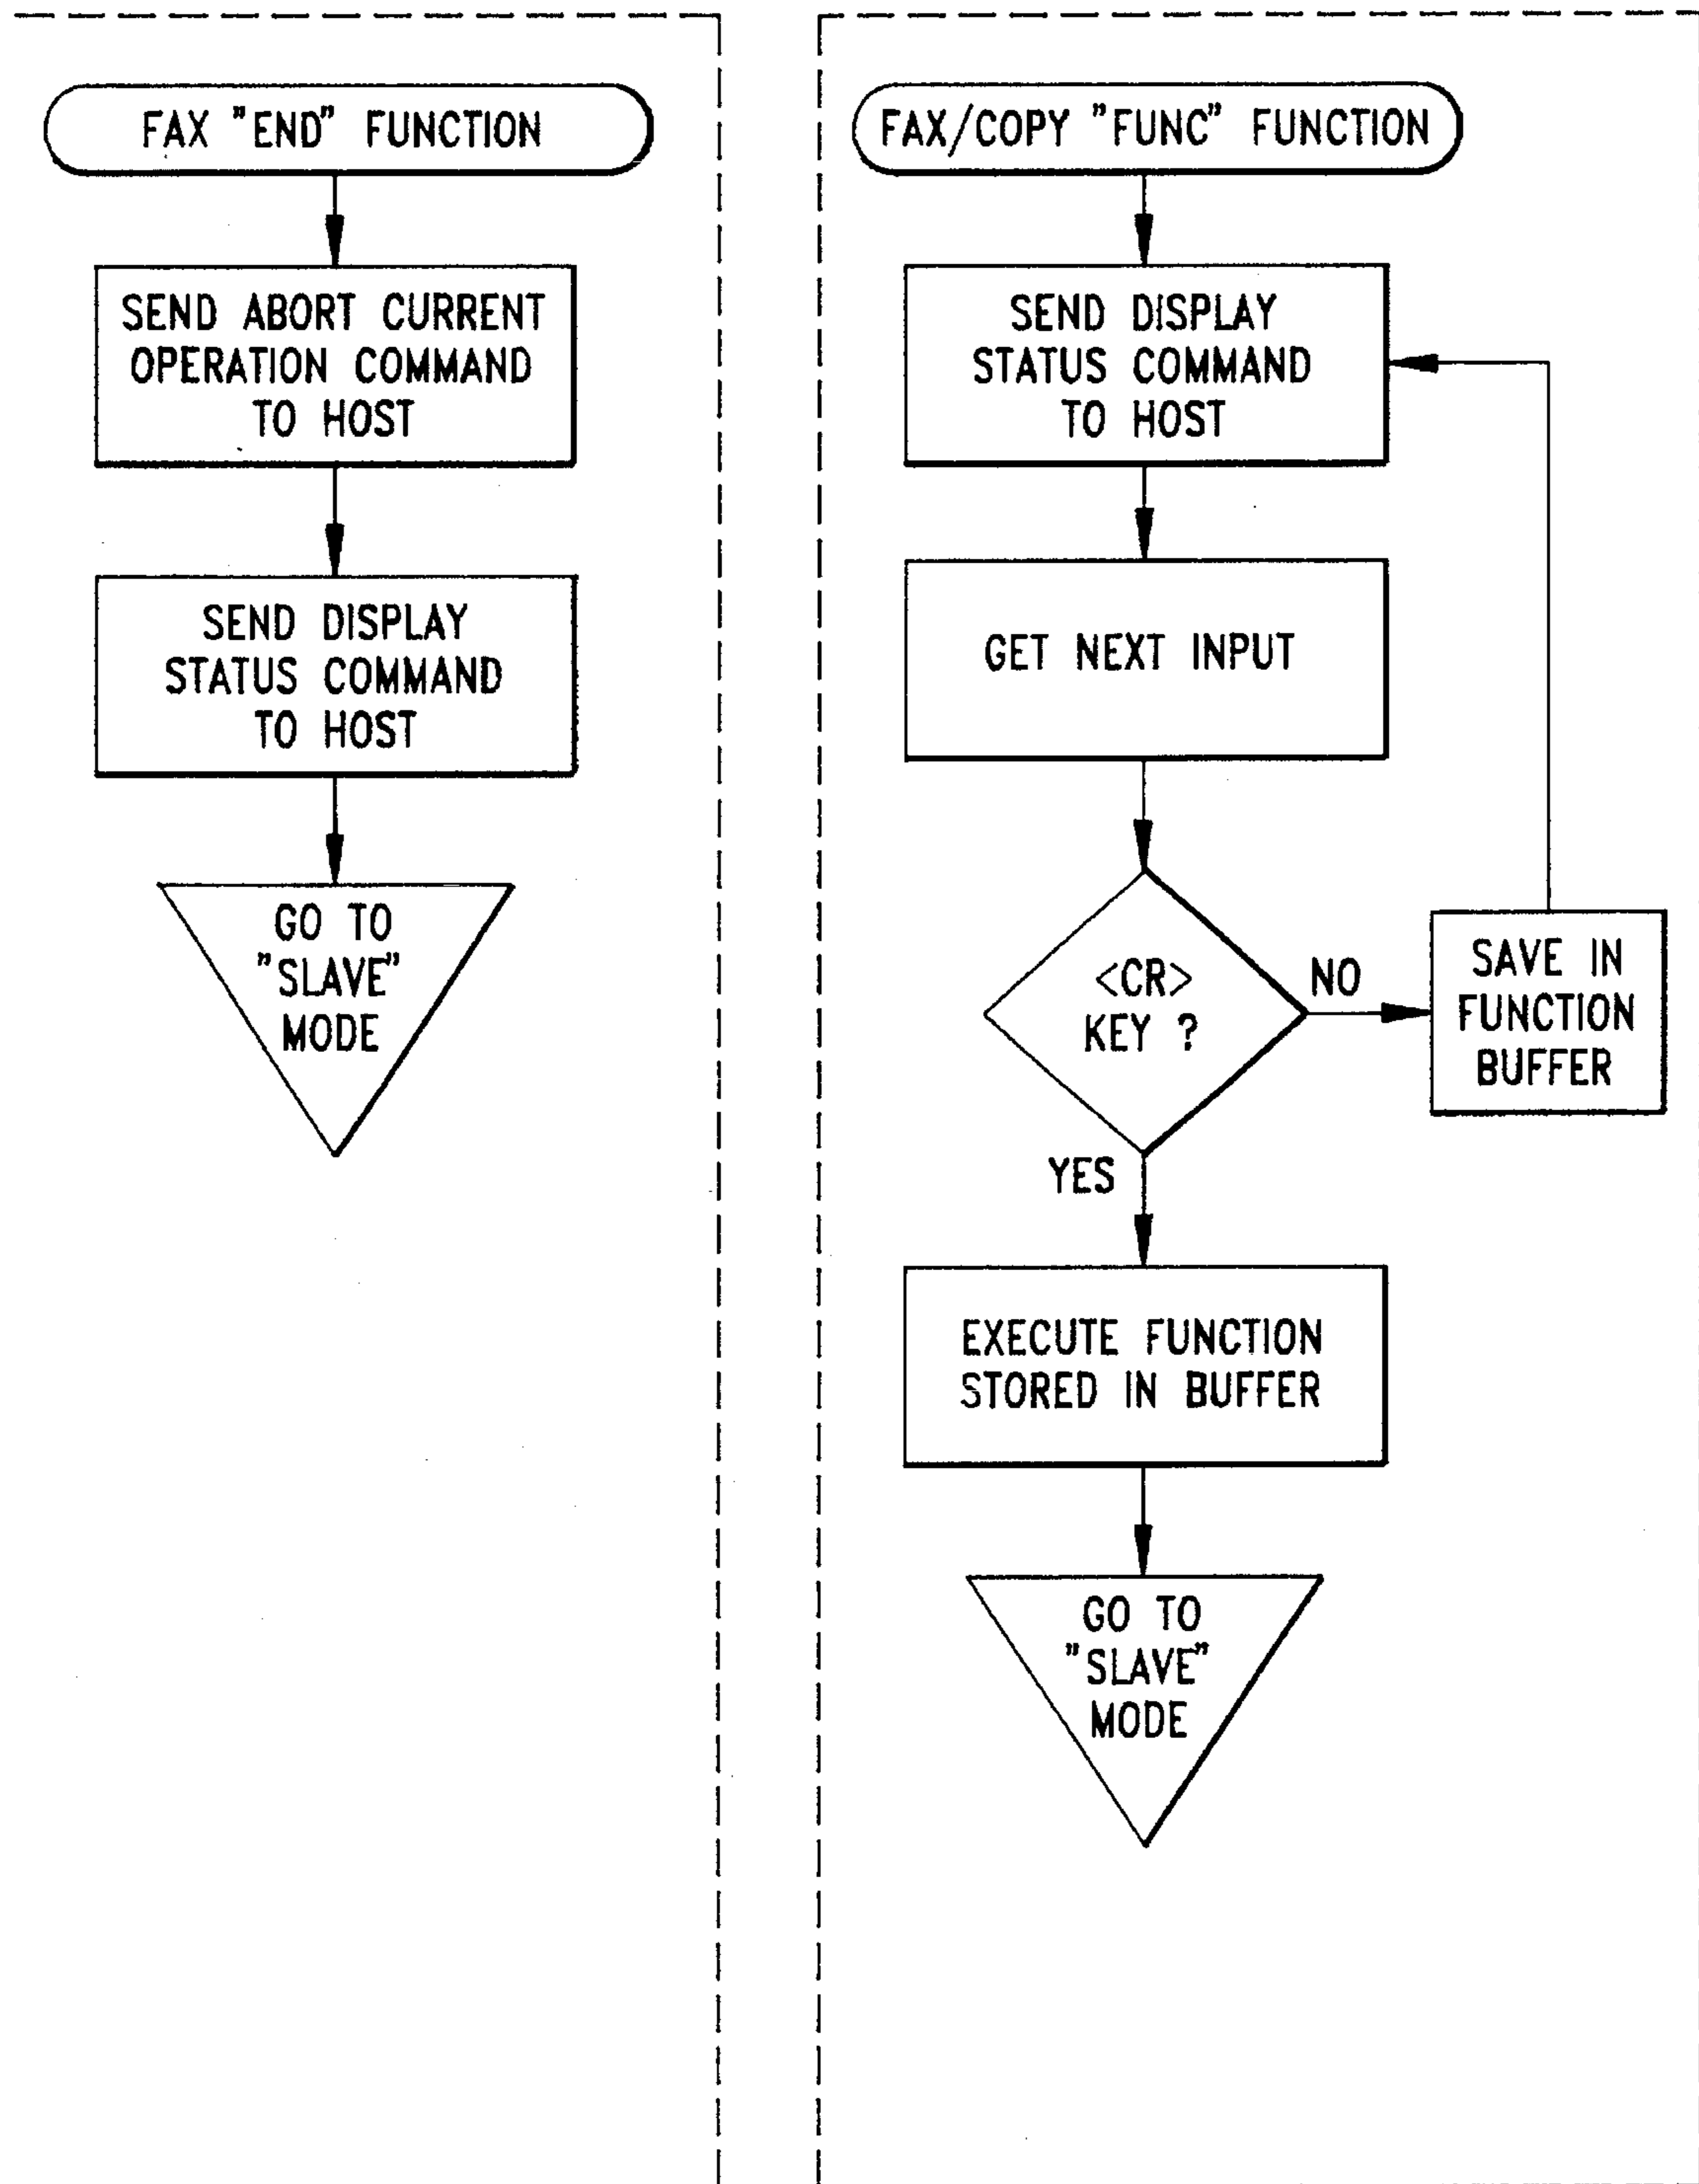 FAX "END" FUNCTION
SEND ABORT CURRENT
OPERATION COMMAND
TO HOST
SEND DISPLAY
STATUS COMMAND
TO HOST
GO TO
"SLAVE"
MODE
FAX/COPY "FUNC" FUNCTION
SEND DISPLAY
STATUS COMMAND
TO HOST
GET NEXT INPUT
<CR>
KEY ?
NO
SAVE IN
FUNCTION
BUFFER
YES
EXECUTE FUNCTION
STORED IN BUFFER
GO TO
"SLAVE"
MODE